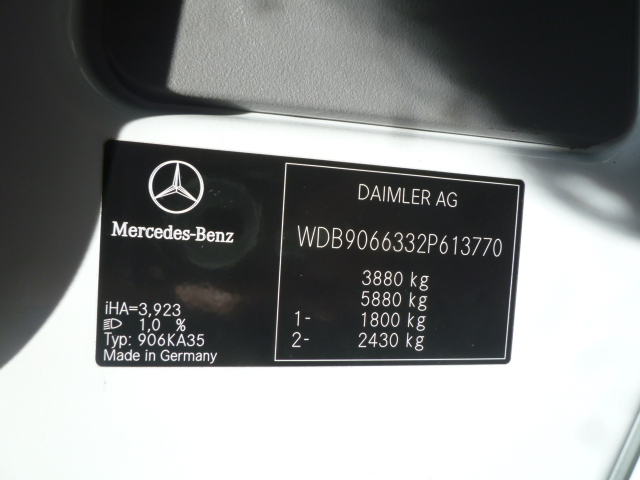 Mercedes-Benz
iHA=3,923
1,0 %
Typ: 906KA35
Made in Germany
DAIMLER AG
WDB9066332P613770
3880 kg
5880 kg
1- 1800 kg
2- 2430 kg